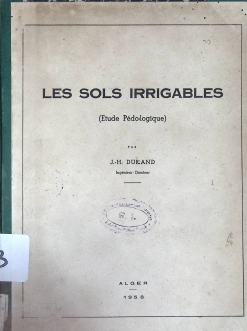 LES SOLS IRRIGABLES
(Etude Pédologique)
PAR
J.-H. DURAND
Ingénieur-Docteur
ALGER
1958